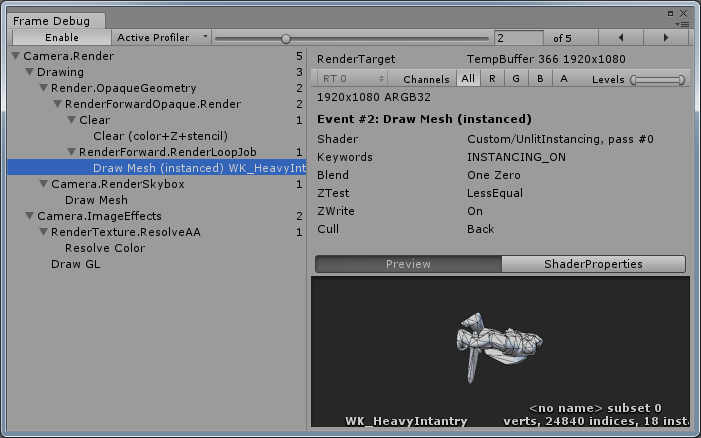 Frame Debug
Enable Active Profiler 2 of 5
Camera.Render 5
Drawing 3
Render.OpaqueGeometry 2
RenderForwardOpaque.Render 2
Clear 1
Clear (color+Z+stencil)
RenderForward.RenderLoopJob 1
Draw Mesh (instanced) WK_HeavyInt
Camera.RenderSkybox 1
Draw Mesh
Camera.ImageEffects 2
RenderTexture.ResolveAA 1
Resolve Color
Draw GL
RenderTarget TempBuffer 366 1920x1080
RT 0 Channels All R G B A Levels
1920x1080 ARGB32
Event #2: Draw Mesh (instanced)
Shader Custom/UnlitInstancing, pass #0
Keywords INSTANCING_ON
Blend One Zero
ZTest LessEqual
ZWrite On
Cull Back
Preview ShaderProperties
<no name> subset 0
WK_HeavyIntantry verts, 24840 indices, 18 insta